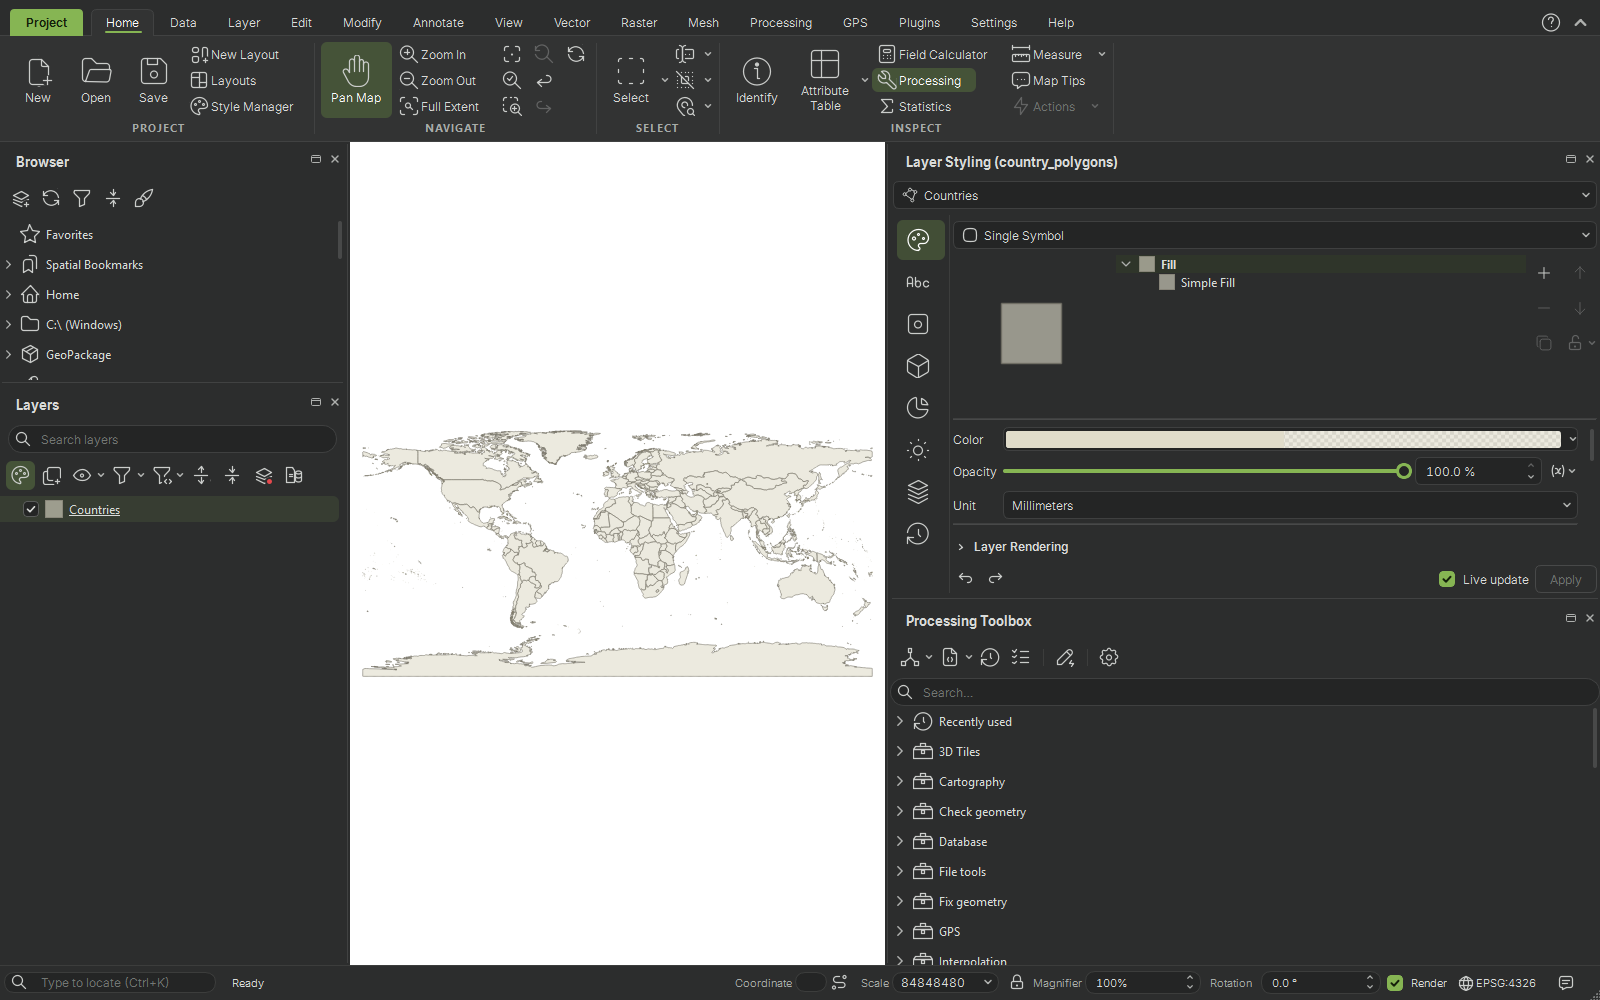 Project Home Data Layer Edit Modify Annotate View Vector Raster Mesh Processing GPS Plugins Settings Help
New Open Save
New Layout
Layouts
Style Manager
PROJECT
Pan Map
Zoom In
Zoom Out
Full Extent
NAVIGATE
Select
SELECT
Identify
Attribute
Table
Field Calculator
Processing
Statistics
Measure
Map Tips
Actions
INSPECT
Browser
Favorites
Spatial Bookmarks
Home
C:\ (Windows)
GeoPackage
Layers
Search layers
Countries
Layer Styling (country_polygons)
Countries
Single Symbol
Abc
Fill
Simple Fill
Color
Opacity 100.0 %
Unit Millimeters
Layer Rendering
Live update Apply
Processing Toolbox
Search...
Recently used
3D Tiles
Cartography
Check geometry
Database
File tools
Fix geometry
GPS
Interpolation
Type to locate (Ctrl+K) Ready Coordinate Scale 84848480 Magnifier 100% Rotation 0.0 ° Render EPSG:4326